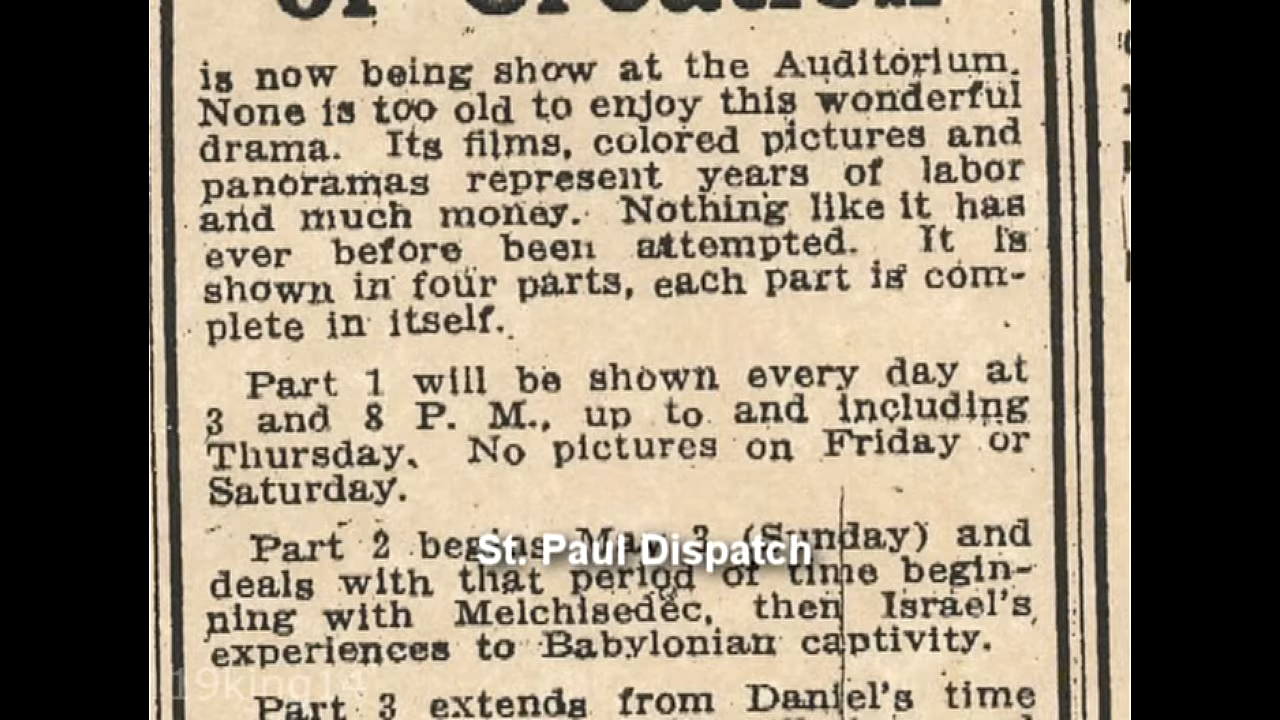 of Creation
is now being show at the Auditorium.
None is too old to enjoy this wonderful
drama. Its films, colored pictures and
panoramas represent years of labor
and much money. Nothing like it has
ever before been attempted. It is
shown in four parts, each part is com-
plete in itself.
Part 1 will be shown every day at
3 and 8 P. M., up to and including
Thursday. No pictures on Friday or
Saturday.
Part 2 begins May 3 (Sunday) and
St. Paul Dispatch
deals with that period of time begin-
ning with Melchisedec, then Israel's
experiences to Babylonian captivity.
119king14
Part 3 extends from Daniel's time